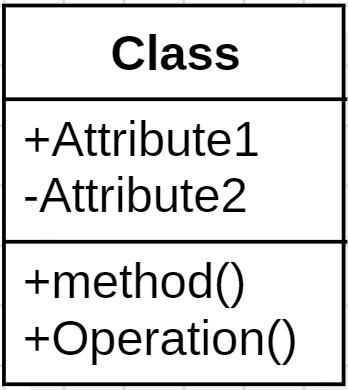 Class
+Attribute1
-Attribute2
+method()
+Operation()